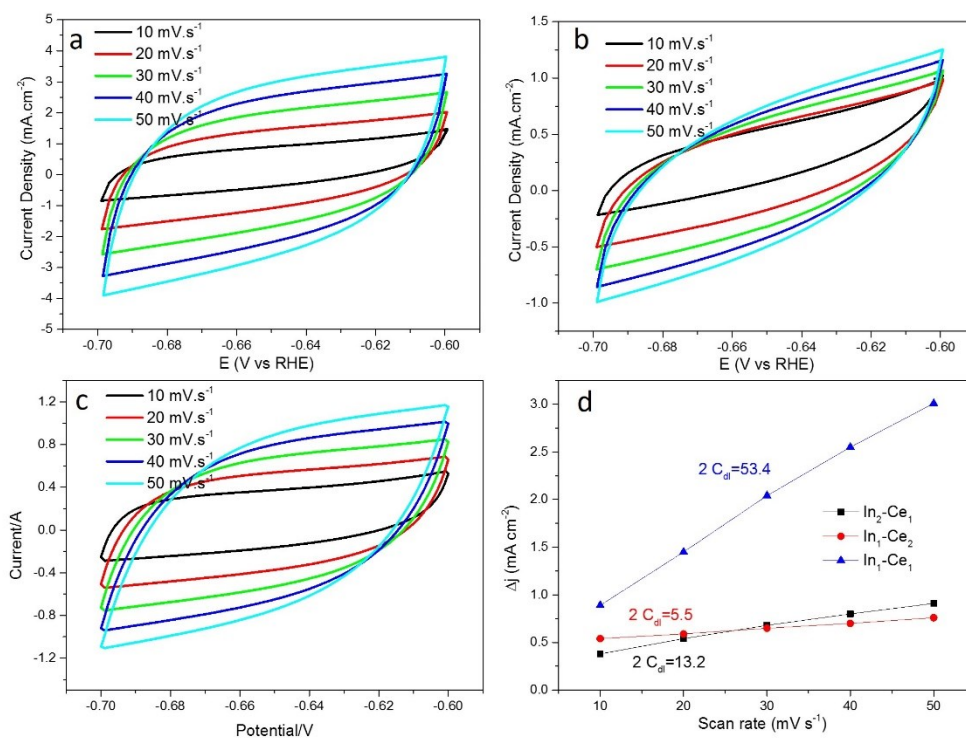 a
10 mV.s⁻¹
20 mV.s⁻¹
30 mV.s⁻¹
40 mV.s⁻¹
50 mV.s⁻¹
Current Density (mA.cm⁻²)
5
4
3
2
1
0
-1
-2
-3
-4
-5
-0.70 -0.68 -0.66 -0.64 -0.62 -0.60
E (V vs RHE)
b
10 mV.s⁻¹
20 mV.s⁻¹
30 mV.s⁻¹
40 mV.s⁻¹
50 mV.s⁻¹
Current Density (mA.cm⁻²)
1.5
1.0
0.5
0.0
-0.5
-1.0
-0.70 -0.68 -0.66 -0.64 -0.62 -0.60
E (V vs RHE)
c
10 mV.s⁻¹
20 mV.s⁻¹
30 mV.s⁻¹
40 mV.s⁻¹
50 mV.s⁻¹
Current/A
1.2
0.8
0.4
0.0
-0.4
-0.8
-1.2
-0.70 -0.68 -0.66 -0.64 -0.62 -0.60
Potential/V
d
2 Cdl=53.4
2 Cdl=5.5
2 Cdl=13.2
In₂-Ce₁
In₁-Ce₂
In₁-Ce₁
Δj (mA cm⁻²)
3.0
2.5
2.0
1.5
1.0
0.5
0.0
10 20 30 40 50
Scan rate (mV s⁻¹)